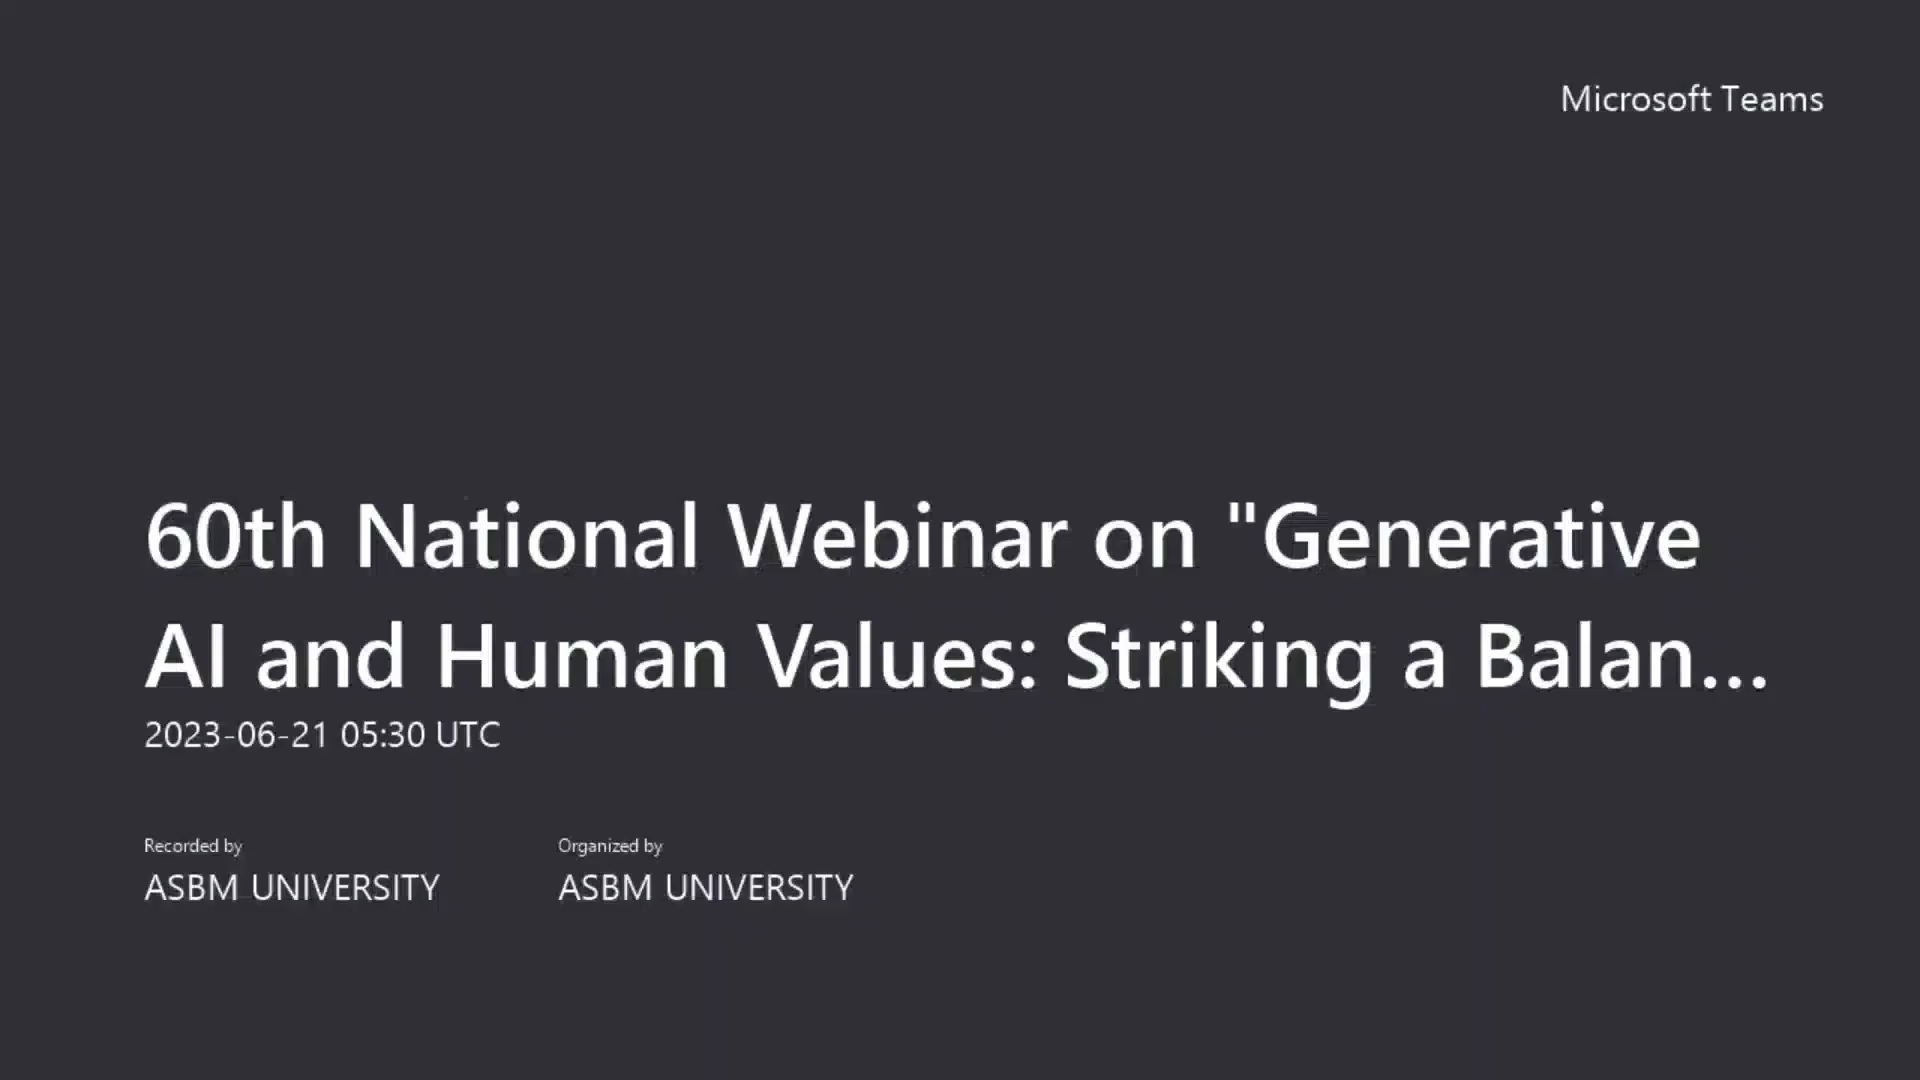 Microsoft Teams
60th National Webinar on "Generative
AI and Human Values: Striking a Balan...
2023-06-21 05:30 UTC
Recorded by
ASBM UNIVERSITY
Organized by
ASBM UNIVERSITY